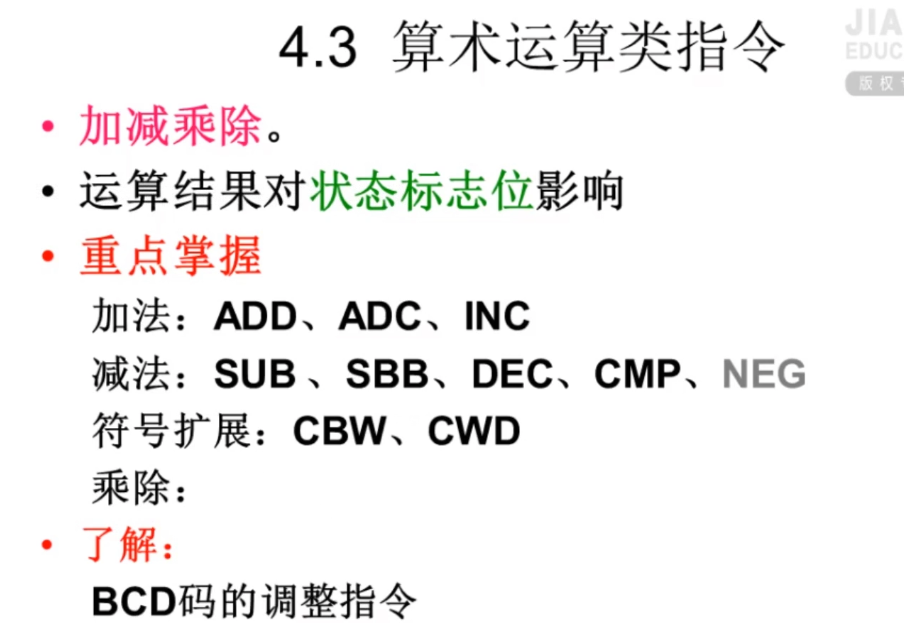 4.3 算术运算类指令
JIA
EDUC
版权
• 加减乘除。
• 运算结果对状态标志位影响
• 重点掌握
加法：ADD、ADC、INC
减法：SUB 、SBB、DEC、CMP、NEG
符号扩展：CBW、CWD
乘除：
• 了解：
BCD码的调整指令